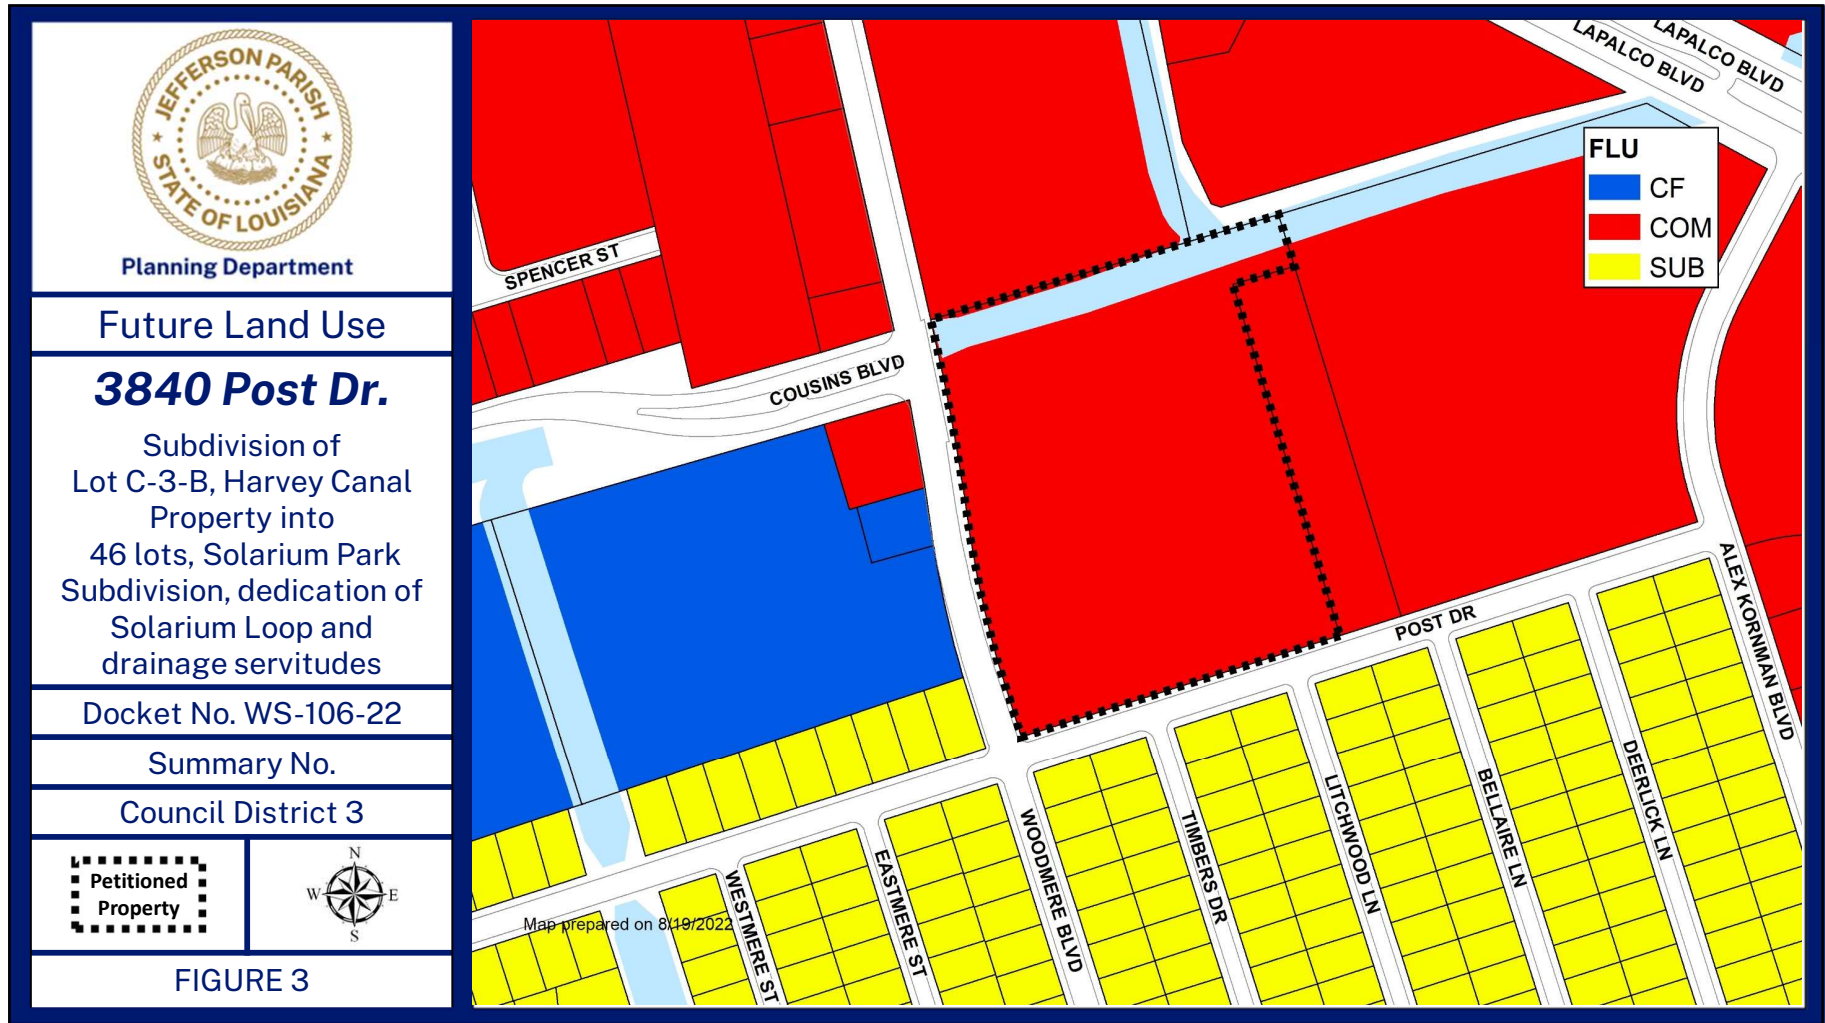 JEFFERSON PARISH
STATE OF LOUISIANA
Planning Department
Future Land Use
3840 Post Dr.
Subdivision of
Lot C-3-B, Harvey Canal
Property into
46 lots, Solarium Park
Subdivision, dedication of
Solarium Loop and
drainage servitudes
Docket No. WS-106-22
Summary No.
Council District 3
Petitioned
Property
N
W
E
S
FIGURE 3
LAPALCO BLVD
LAPALCO BLVD
FLU
CF
COM
SUB
SPENCER ST
COUSINS BLVD
POST DR
ALEX KORNMAN BLVD
WESTMERE ST
EASTMERE ST
WOODMERE BLVD
TIMBERS DR
LITCHWOOD LN
BELLAIRE LN
DEERLICK LN
Map prepared on 8/19/2022